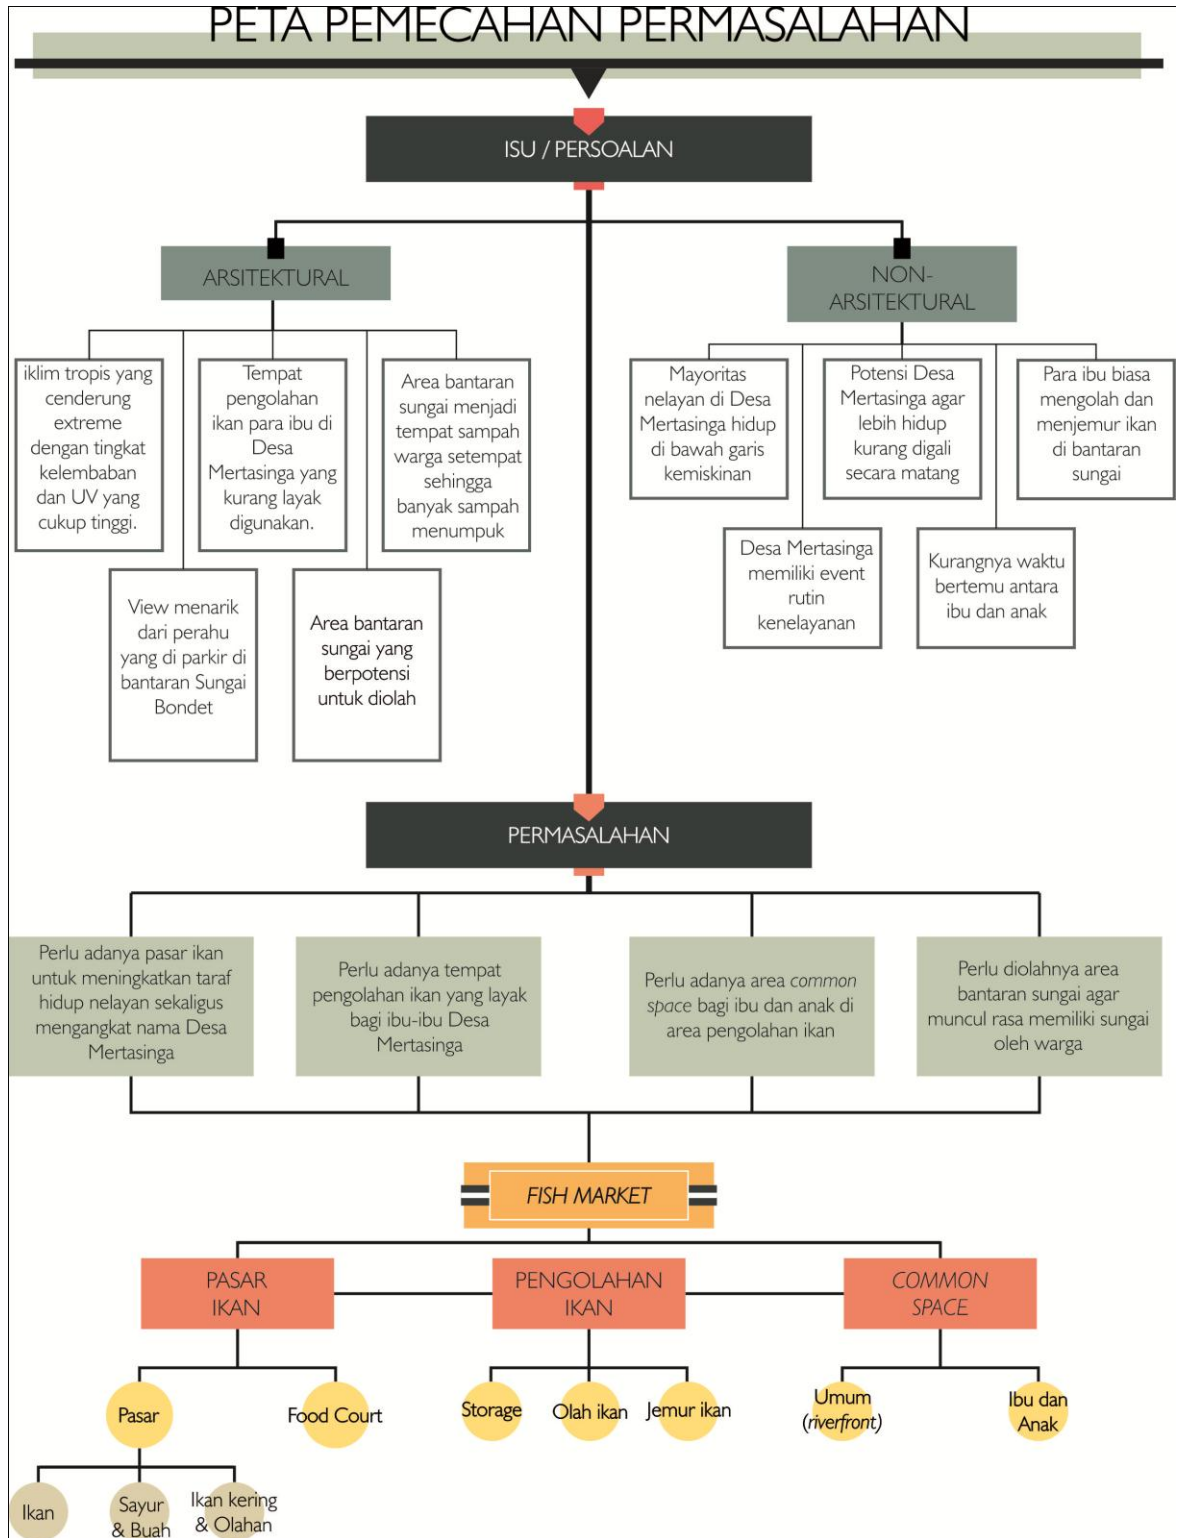 PETA PEMECAHAN PERMASALAHAN
ISU / PERSOALAN
ARSITEKTURAL
NON-
ARSITEKTURAL
iklim tropis yang
cenderung
extreme
dengan tingkat
kelembaban
dan UV yang
cukup tinggi.
Tempat
pengolahan
ikan para ibu di
Desa
Mertasinga yang
kurang layak
digunakan.
Area bantaran
sungai menjadi
tempat sampah
warga setempat
sehingga
banyak sampah
menumpuk
Mayoritas
nelayan di Desa
Mertasinga hidup
di bawah garis
kemiskinan
Potensi Desa
Mertasinga agar
lebih hidup
kurang digali
secara matang
Para ibu biasa
mengolah dan
menjemur ikan
di bantaran
sungai
View menarik
dari perahu
yang di parkir di
bantaran Sungai
Bondet
Area bantaran
sungai yang
berpotensi
untuk diolah
Desa Mertasinga
memiliki event
rutin
kenelayanan
Kurangnya waktu
bertemu antara
ibu dan anak
PERMASALAHAN
Perlu adanya pasar ikan
untuk meningkatkan taraf
hidup nelayan sekaligus
mengangkat nama Desa
Mertasinga
Perlu adanya tempat
pengolahan ikan yang layak
bagi ibu-ibu Desa
Mertasinga
Perlu adanya area common
space bagi ibu dan anak di
area pengolahan ikan
Perlu diolahnya area
bantaran sungai agar
muncul rasa memiliki sungai
oleh warga
FISH MARKET
PASAR
IKAN
PENGOLAHAN
IKAN
COMMON
SPACE
Pasar
Food Court
Storage
Olah ikan
Jemur ikan
Umum
(riverfront)
Ibu dan
Anak
Ikan
Sayur
& Buah
Ikan kering
& Olahan